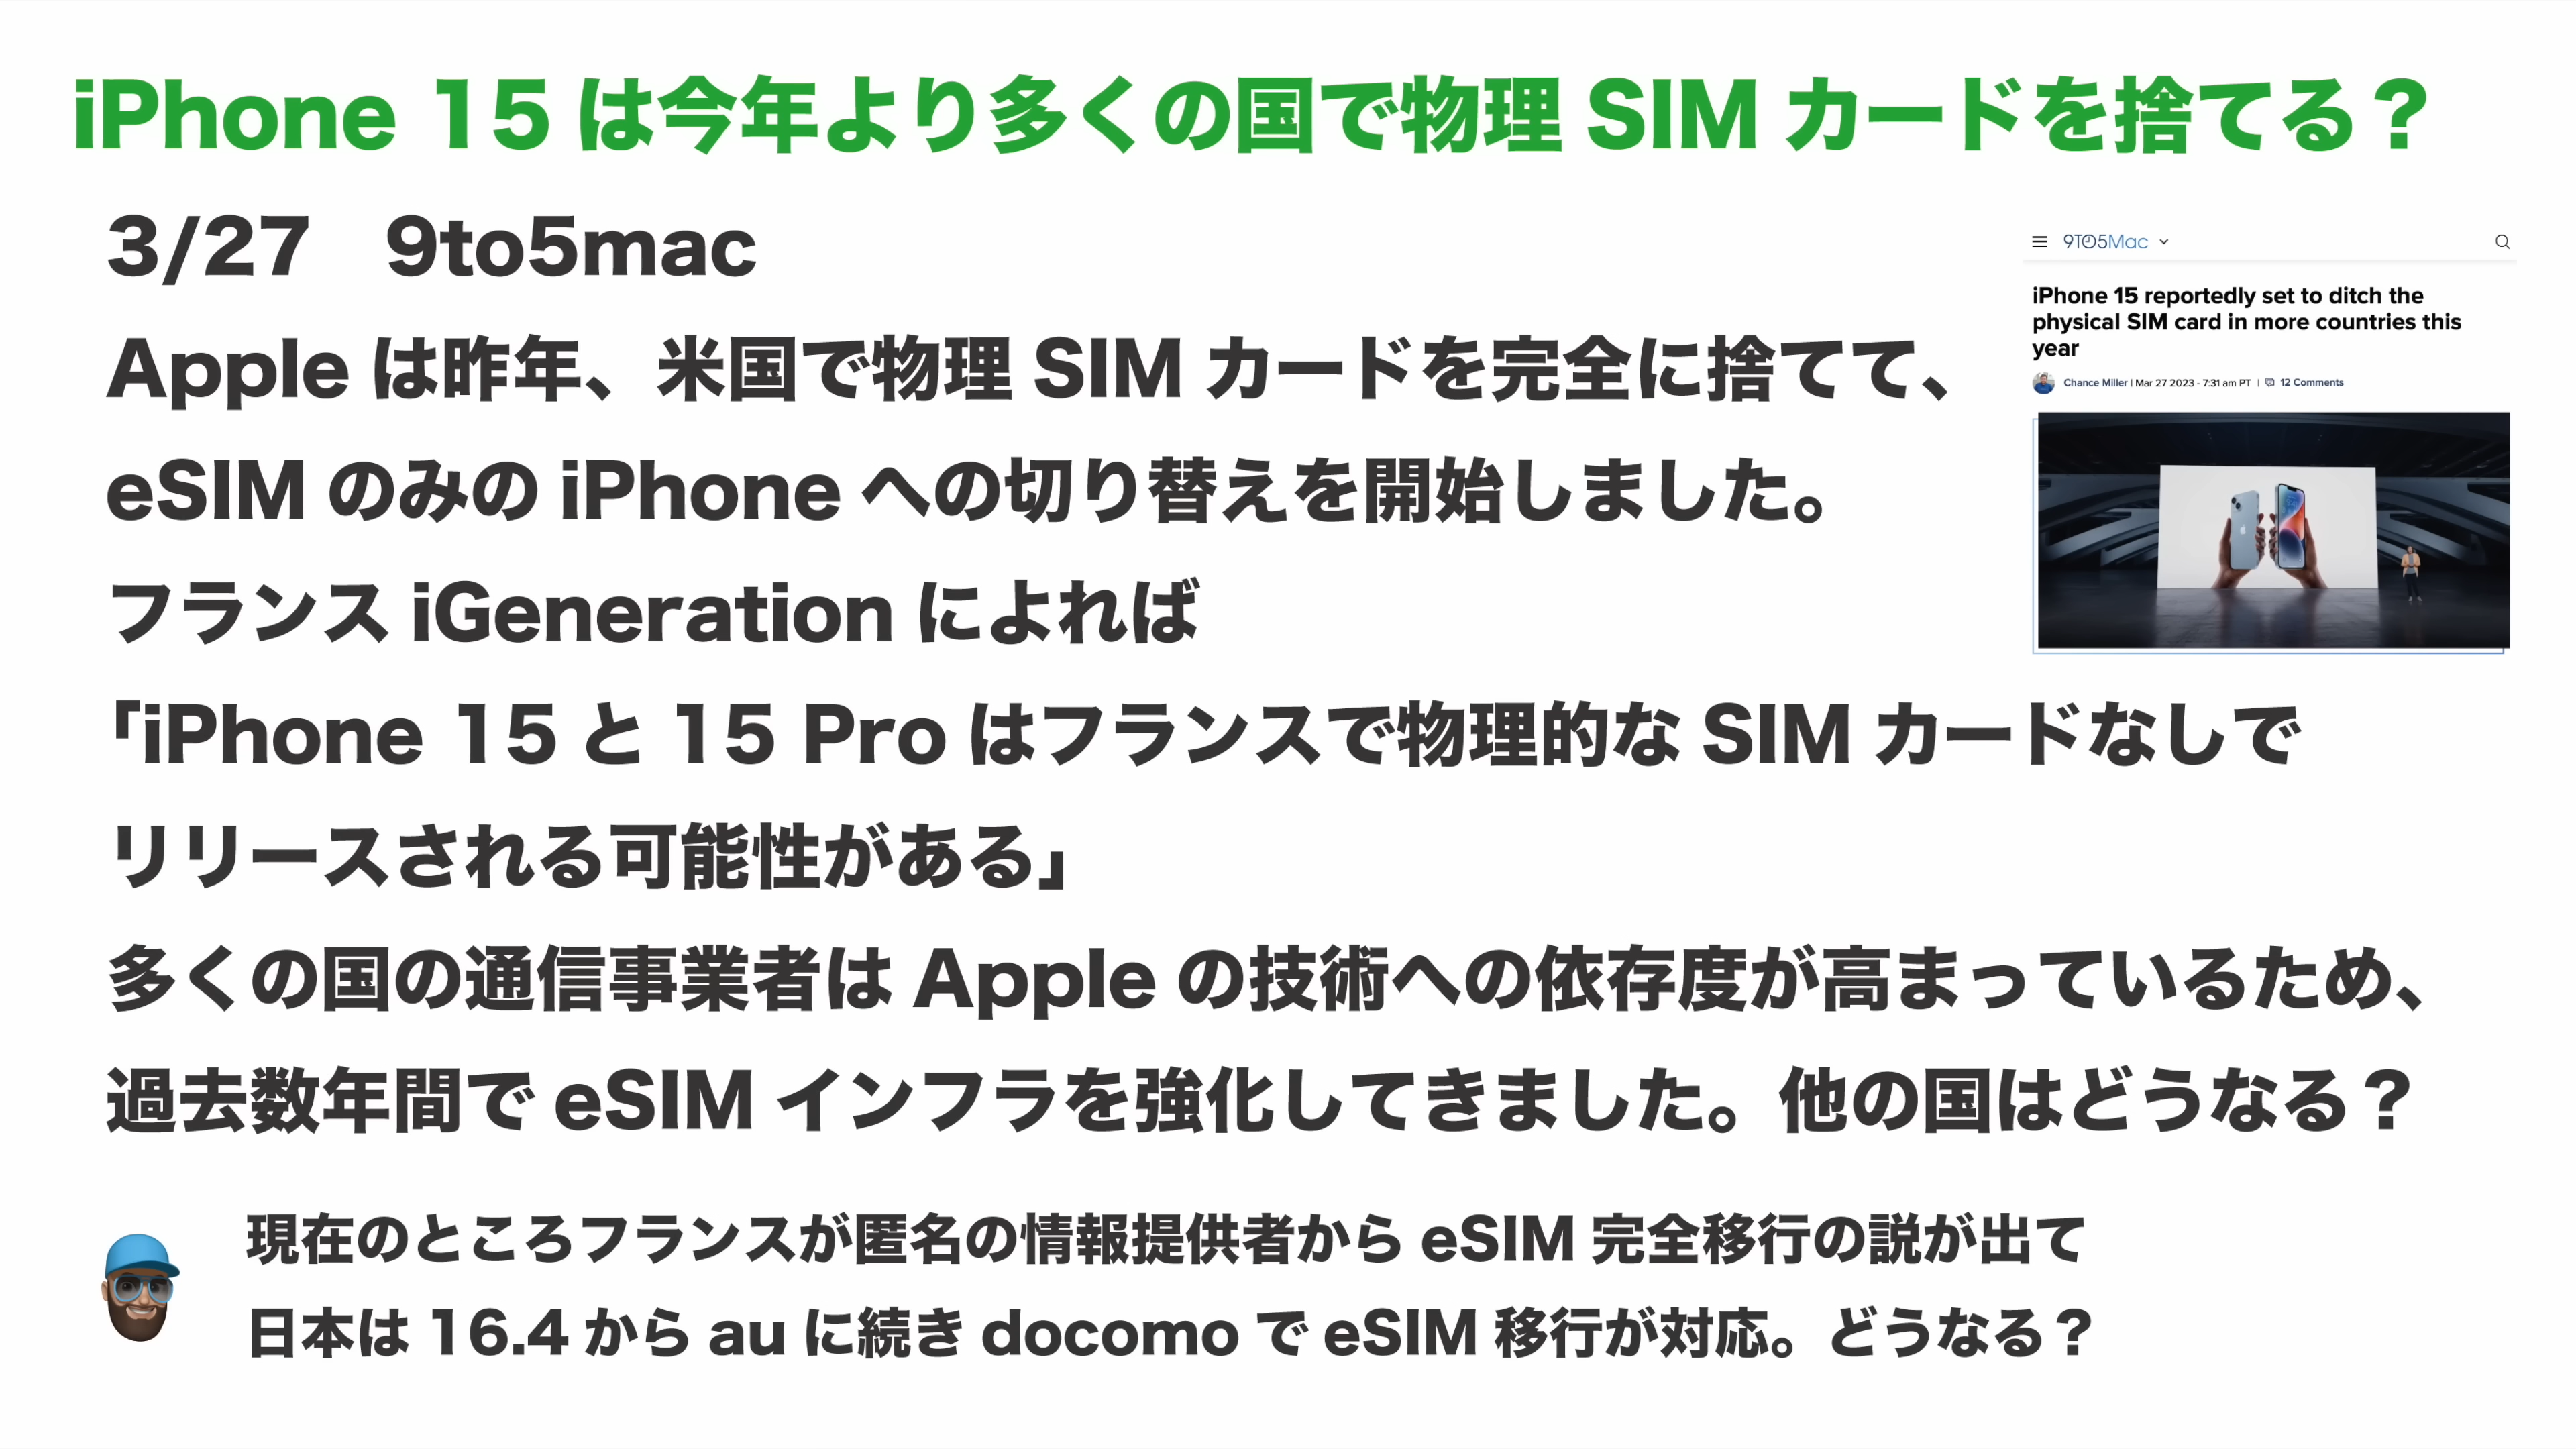 iPhone 15 は今年より多くの国で物理 SIM カードを捨てる？
3/27　9to5mac
Apple は昨年、米国で物理 SIM カードを完全に捨てて、
eSIM のみの iPhone への切り替えを開始しました。
フランス iGeneration によれば
「iPhone 15 と 15 Pro はフランスで物理的な SIM カードなしで
リリースされる可能性がある」
多くの国の通信事業者は Apple の技術への依存度が高まっているため、
過去数年間で eSIM インフラを強化してきました。他の国はどうなる？
9TO5Mac
iPhone 15 reportedly set to ditch the
physical SIM card in more countries this
year
Chance Miller | Mar 27 2023 - 7:31 am PT | 12 Comments
現在のところフランスが匿名の情報提供者から eSIM 完全移行の説が出て
日本は 16.4 から au に続き docomo で eSIM 移行が対応。どうなる？